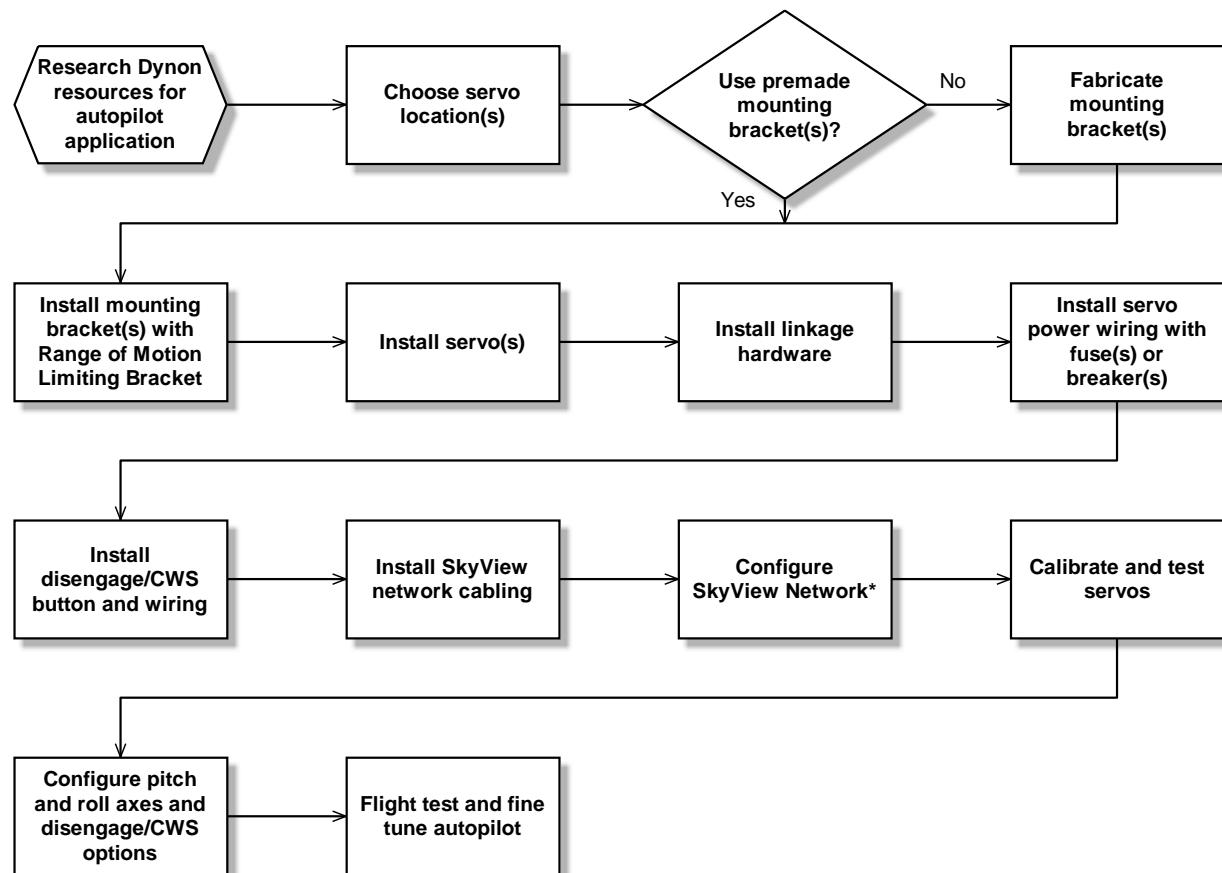 Research Dynon
resources for
autopilot
application
Choose servo
location(s)
Use premade
mounting
bracket(s)?
No
Fabricate
mounting
bracket(s)
Yes
Install mounting
bracket(s) with
Range of Motion
Limiting Bracket
Install servo(s)
Install linkage
hardware
Install servo
power wiring with
fuse(s) or
breaker(s)
Install
disengage/CWS
button and wiring
Install SkyView
network cabling
Configure
SkyView Network*
Calibrate and test
servos
Configure pitch
and roll axes and
disengage/CWS
options
Flight test and fine
tune autopilot